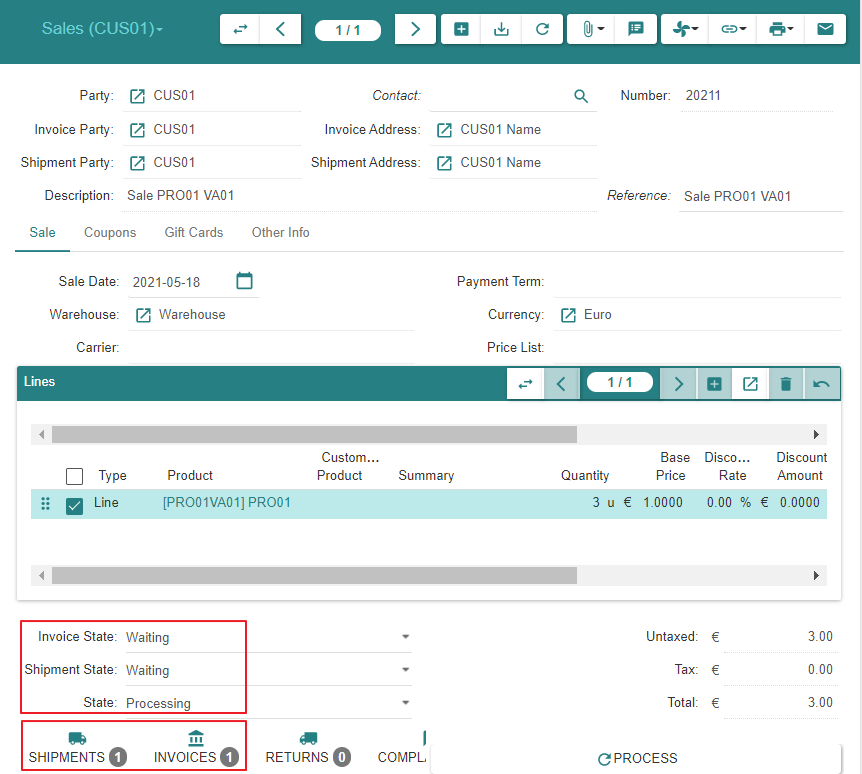 Sales (CUS01)
1 / 1
Party: CUS01 Contact: Number: 20211
Invoice Party: CUS01 Invoice Address: CUS01 Name
Shipment Party: CUS01 Shipment Address: CUS01 Name
Description: Sale PRO01 VA01 Reference: Sale PRO01 VA01
Sale Coupons Gift Cards Other Info
Sale Date: 2021-05-18 Payment Term:
Warehouse: Warehouse Currency: Euro
Carrier: Price List:
Lines 1 / 1
Custom... Base Disco... Discount
Type Product Product Summary Quantity Price Rate Amount
Line [PRO01VA01] PRO01 3 u € 1.0000 0.00 % € 0.0000
Invoice State: Waiting Untaxed: € 3.00
Shipment State: Waiting Tax: € 0.00
State: Processing Total: € 3.00
SHIPMENTS 1 INVOICES 1 RETURNS 0 COMPL PROCESS